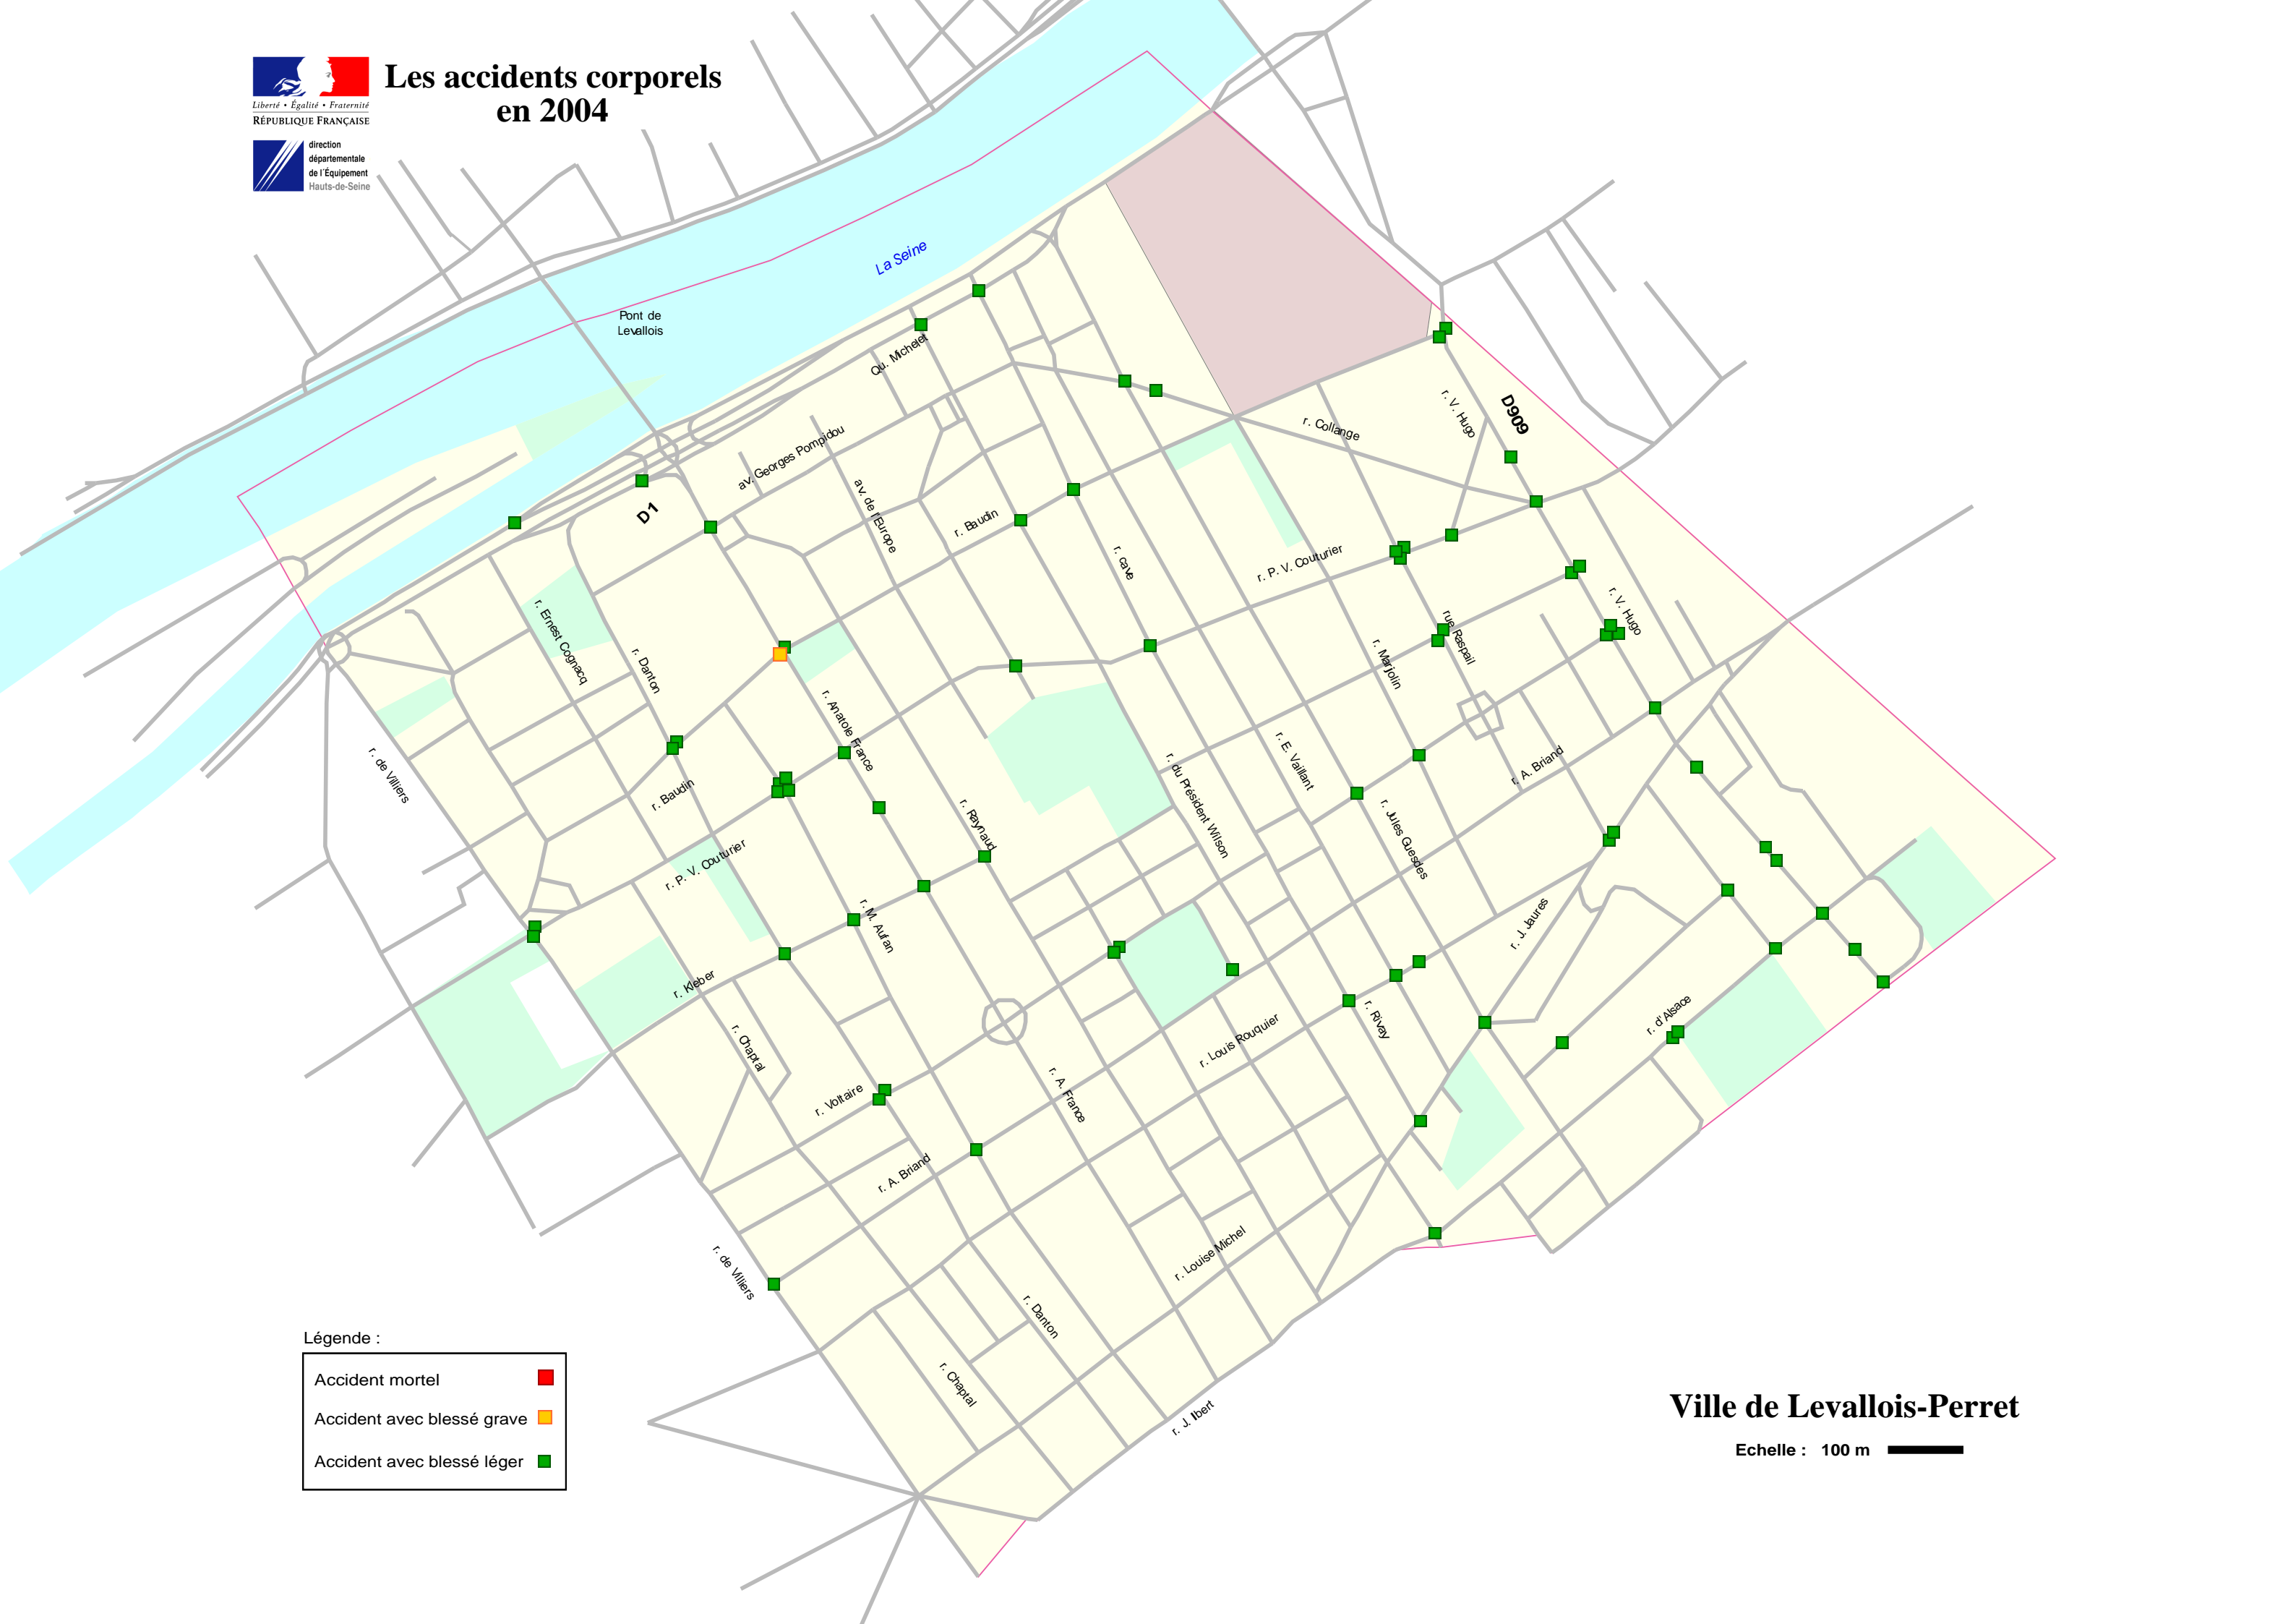 Les accidents corporels
en 2004
Liberté • Égalité • Fraternité
RÉPUBLIQUE FRANÇAISE
direction
départementale
de l'Équipement
Hauts-de-Seine
La Seine
Pont de
Levallois
Qu. Michelet
av. Georges Pompidou
D1
av. de l'Europe
r. Baudin
r. cave
r. Collange
r. V. Hugo
D909
r. P. V. Couturier
r. V. Hugo
rue Raspail
r. Marjolin
r. Ernest Cognacq
r. Danton
r. Anatole France
r. de Villiers
r. Baudin
r. P. V. Couturier
r. Raynaud
r. du Président Wilson
r. E. Vaillant
r. Jules Guesdes
r. A. Briand
r. J. Jaures
r. M. Aufan
r. Kleber
r. Chaptal
r. Voltaire
r. A. France
r. Louis Rouquier
r. Rivay
r. d'Alsace
r. A. Briand
r. de Villiers
r. Louise Michel
r. Danton
r. Chaptal
r. J. Ibert
Légende :
Accident mortel
Accident avec blessé grave
Accident avec blessé léger
Ville de Levallois-Perret
Echelle : 100 m